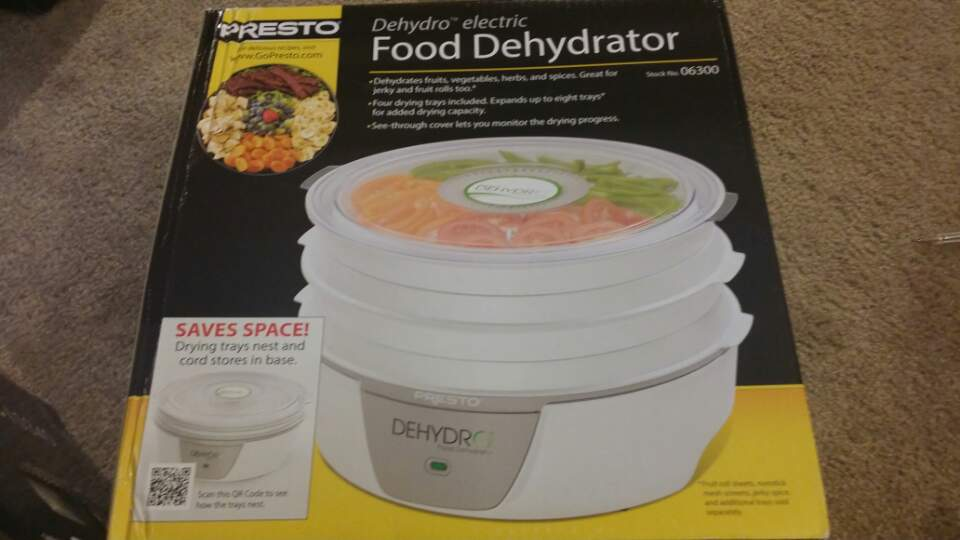 PRESTO
Dehydro™ electric
Food Dehydrator
Stock No. 06300
For delicious recipes, visit
www.GoPresto.com
•Dehydrates fruits, vegetables, herbs, and spices. Great for
jerky and fruit rolls too.*
•Four drying trays included. Expands up to eight trays*
for added drying capacity.
•See-through cover lets you monitor the drying progress.
DEHYDRO
SAVES SPACE!
Drying trays nest and
cord stores in base.
Scan this QR Code to see
how the trays nest.
PRESTO
DEHYDRO
Food Dehydrator
*Fruit roll sheets, nonstick
mesh screens, jerky spice,
and additional trays sold
separately.